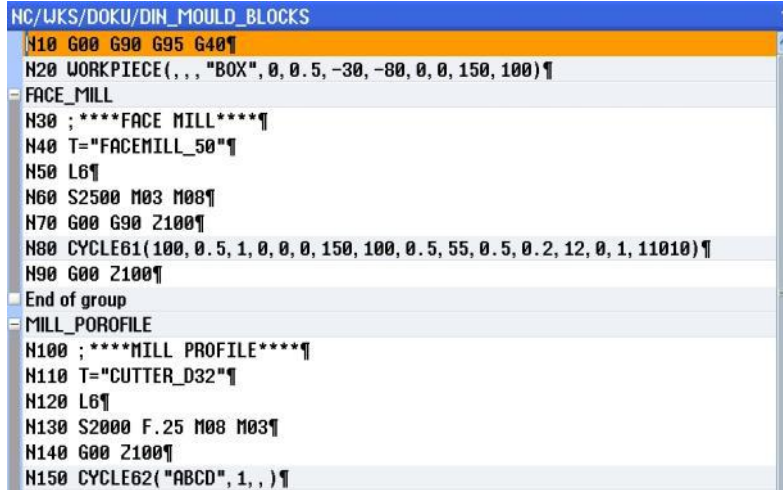 NC/WKS/DOKU/DIN_MOULD_BLOCKS
N10 G00 G90 G95 G40¶
N20 WORKPIECE(,,,"BOX",0,0.5,-30,-80,0,0,150,100)¶
FACE_MILL
N30 ;****FACE MILL****¶
N40 T="FACEMILL_50"¶
N50 L6¶
N60 S2500 M03 M08¶
N70 G00 G90 Z100¶
N80 CYCLE61(100,0.5,1,0,0,0,150,100,0.5,55,0.5,0.2,12,0,1,11010)¶
N90 G00 Z100¶
End of group
MILL_POROFILE
N100 ;****MILL PROFILE****¶
N110 T="CUTTER_D32"¶
N120 L6¶
N130 S2000 F.25 M08 M03¶
N140 G00 Z100¶
N150 CYCLE62("ABCD",1,,)¶